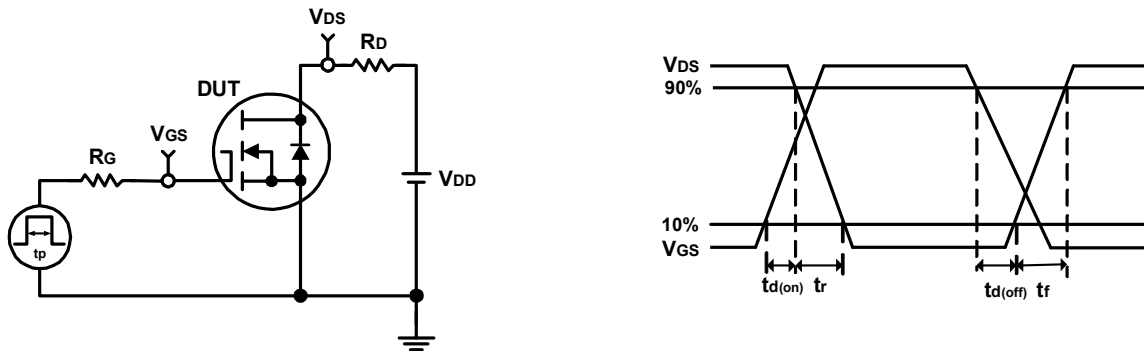 VDS
RD
DUT
VGS
RG
VDD
tp
VDS
90%
10%
VGS
td(on) tr
td(off) tf